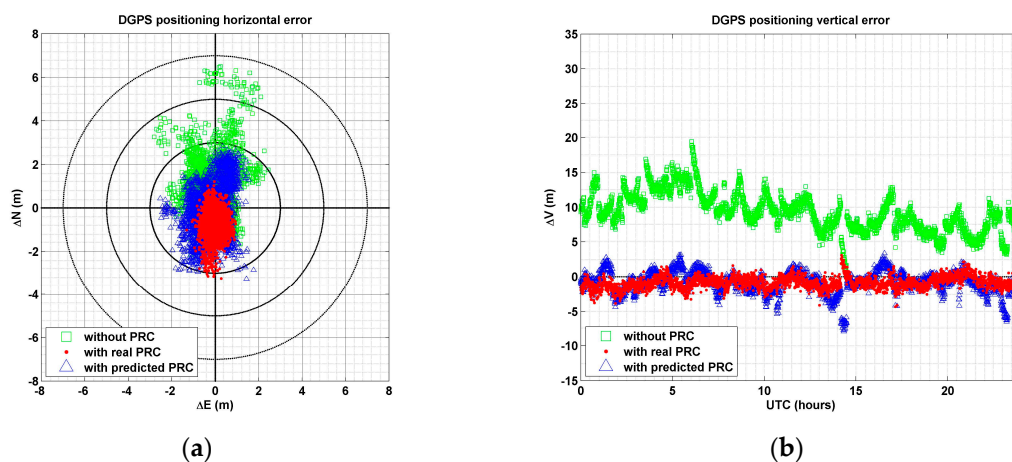 DGPS positioning horizontal error
8
6
4
2
0
-2
-4
-6
-8
ΔN (m)
without PRC
with real PRC
with predicted PRC
-8 -6 -4 -2 0 2 4 6 8
ΔE (m)
(a)
DGPS positioning vertical error
35
30
25
20
15
10
5
0
-5
-10
-15
ΔV (m)
without PRC
with real PRC
with predicted PRC
0 5 10 15 20
UTC (hours)
(b)